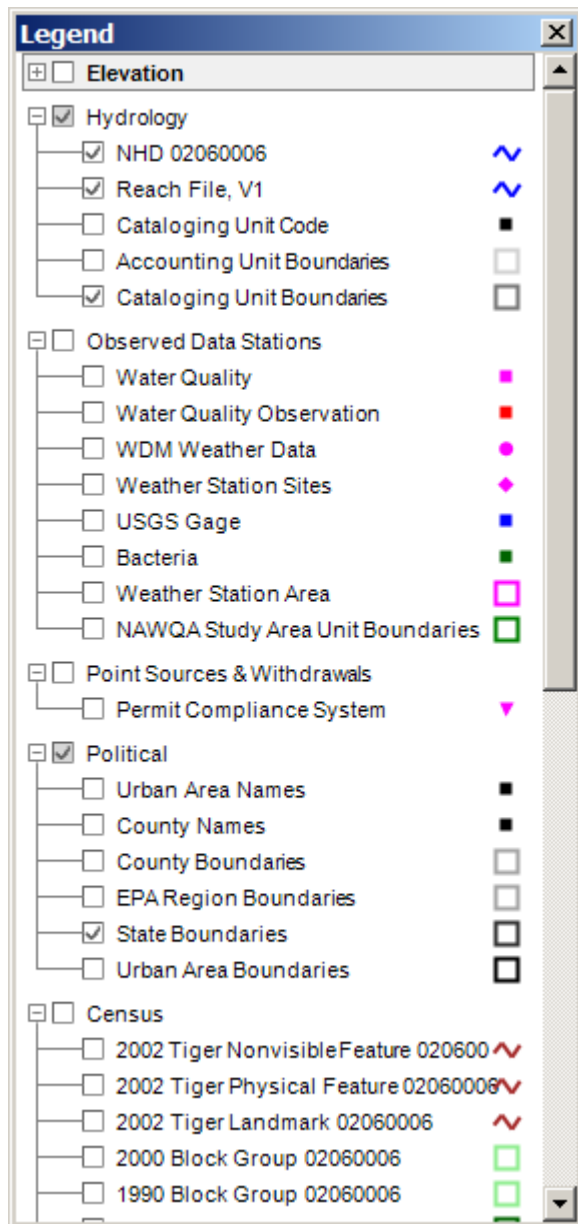 Legend
Elevation
Hydrology
NHD 02060006
Reach File, V1
Cataloging Unit Code
Accounting Unit Boundaries
Cataloging Unit Boundaries
Observed Data Stations
Water Quality
Water Quality Observation
WDM Weather Data
Weather Station Sites
USGS Gage
Bacteria
Weather Station Area
NAWQA Study Area Unit Boundaries
Point Sources & Withdrawals
Permit Compliance System
Political
Urban Area Names
County Names
County Boundaries
EPA Region Boundaries
State Boundaries
Urban Area Boundaries
Census
2002 Tiger Nonvisible Feature 020600
2002 Tiger Physical Feature 02060006
2002 Tiger Landmark 02060006
2000 Block Group 02060006
1990 Block Group 02060006